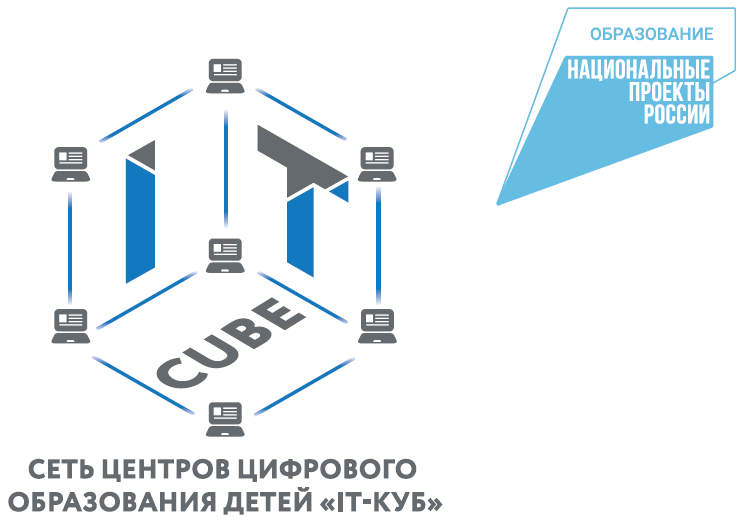 ОБРАЗОВАНИЕ
НАЦИОНАЛЬНЫЕ
ПРОЕКТЫ
РОССИИ
IT
CUBE
СЕТЬ ЦЕНТРОВ ЦИФРОВОГО
ОБРАЗОВАНИЯ ДЕТЕЙ «IT-КУБ»